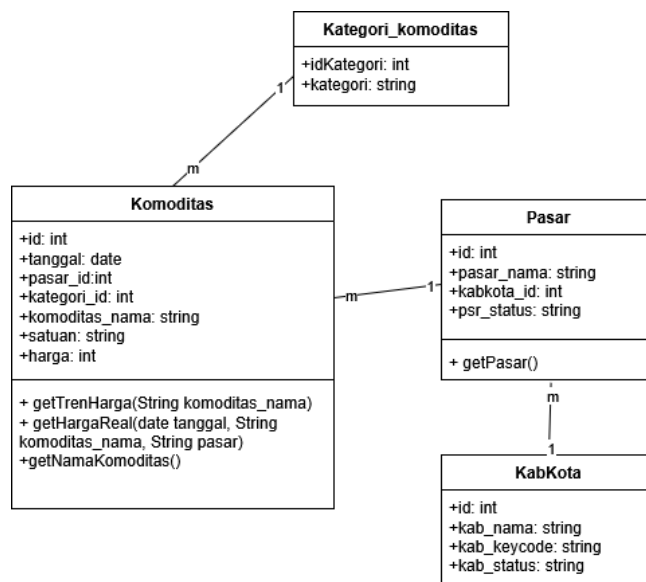 Kategori_komoditas
+idKategori: int
+kategori: string
1
m
Komoditas
+id: int
+tanggal: date
+pasar_id:int
+kategori_id: int
+komoditas_nama: string
+satuan: string
+harga: int
+ getTrenHarga(String komoditas_nama)
+ getHargaReal(date tanggal, String
komoditas_nama, String pasar)
+getNamaKomoditas()
m
1
Pasar
+id: int
+pasar_nama: string
+kabkota_id: int
+psr_status: string
+ getPasar()
m
1
KabKota
+id: int
+kab_nama: string
+kab_keycode: string
+kab_status: string